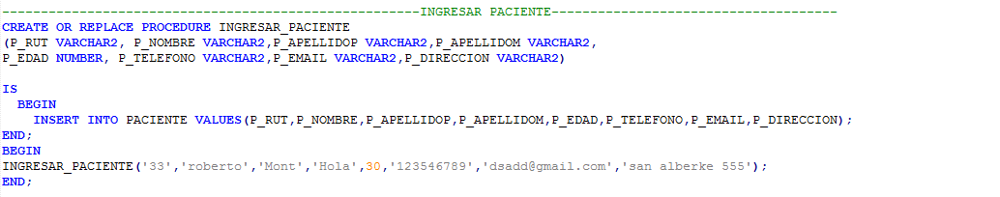 ------------------------------------------------------INGRESAR PACIENTE-------------------------------------
CREATE OR REPLACE PROCEDURE INGRESAR_PACIENTE
(P_RUT VARCHAR2, P_NOMBRE VARCHAR2,P_APELLIDOP VARCHAR2,P_APELLIDOM VARCHAR2,
P_EDAD NUMBER, P_TELEFONO VARCHAR2,P_EMAIL VARCHAR2,P_DIRECCION VARCHAR2)
IS
BEGIN
INSERT INTO PACIENTE VALUES(P_RUT,P_NOMBRE,P_APELLIDOP,P_APELLIDOM,P_EDAD,P_TELEFONO,P_EMAIL,P_DIRECCION);
END;
BEGIN
INGRESAR_PACIENTE('33','roberto','Mont','Hola',30,'123546789','dsadd@gmail.com','san alberke 555');
END;